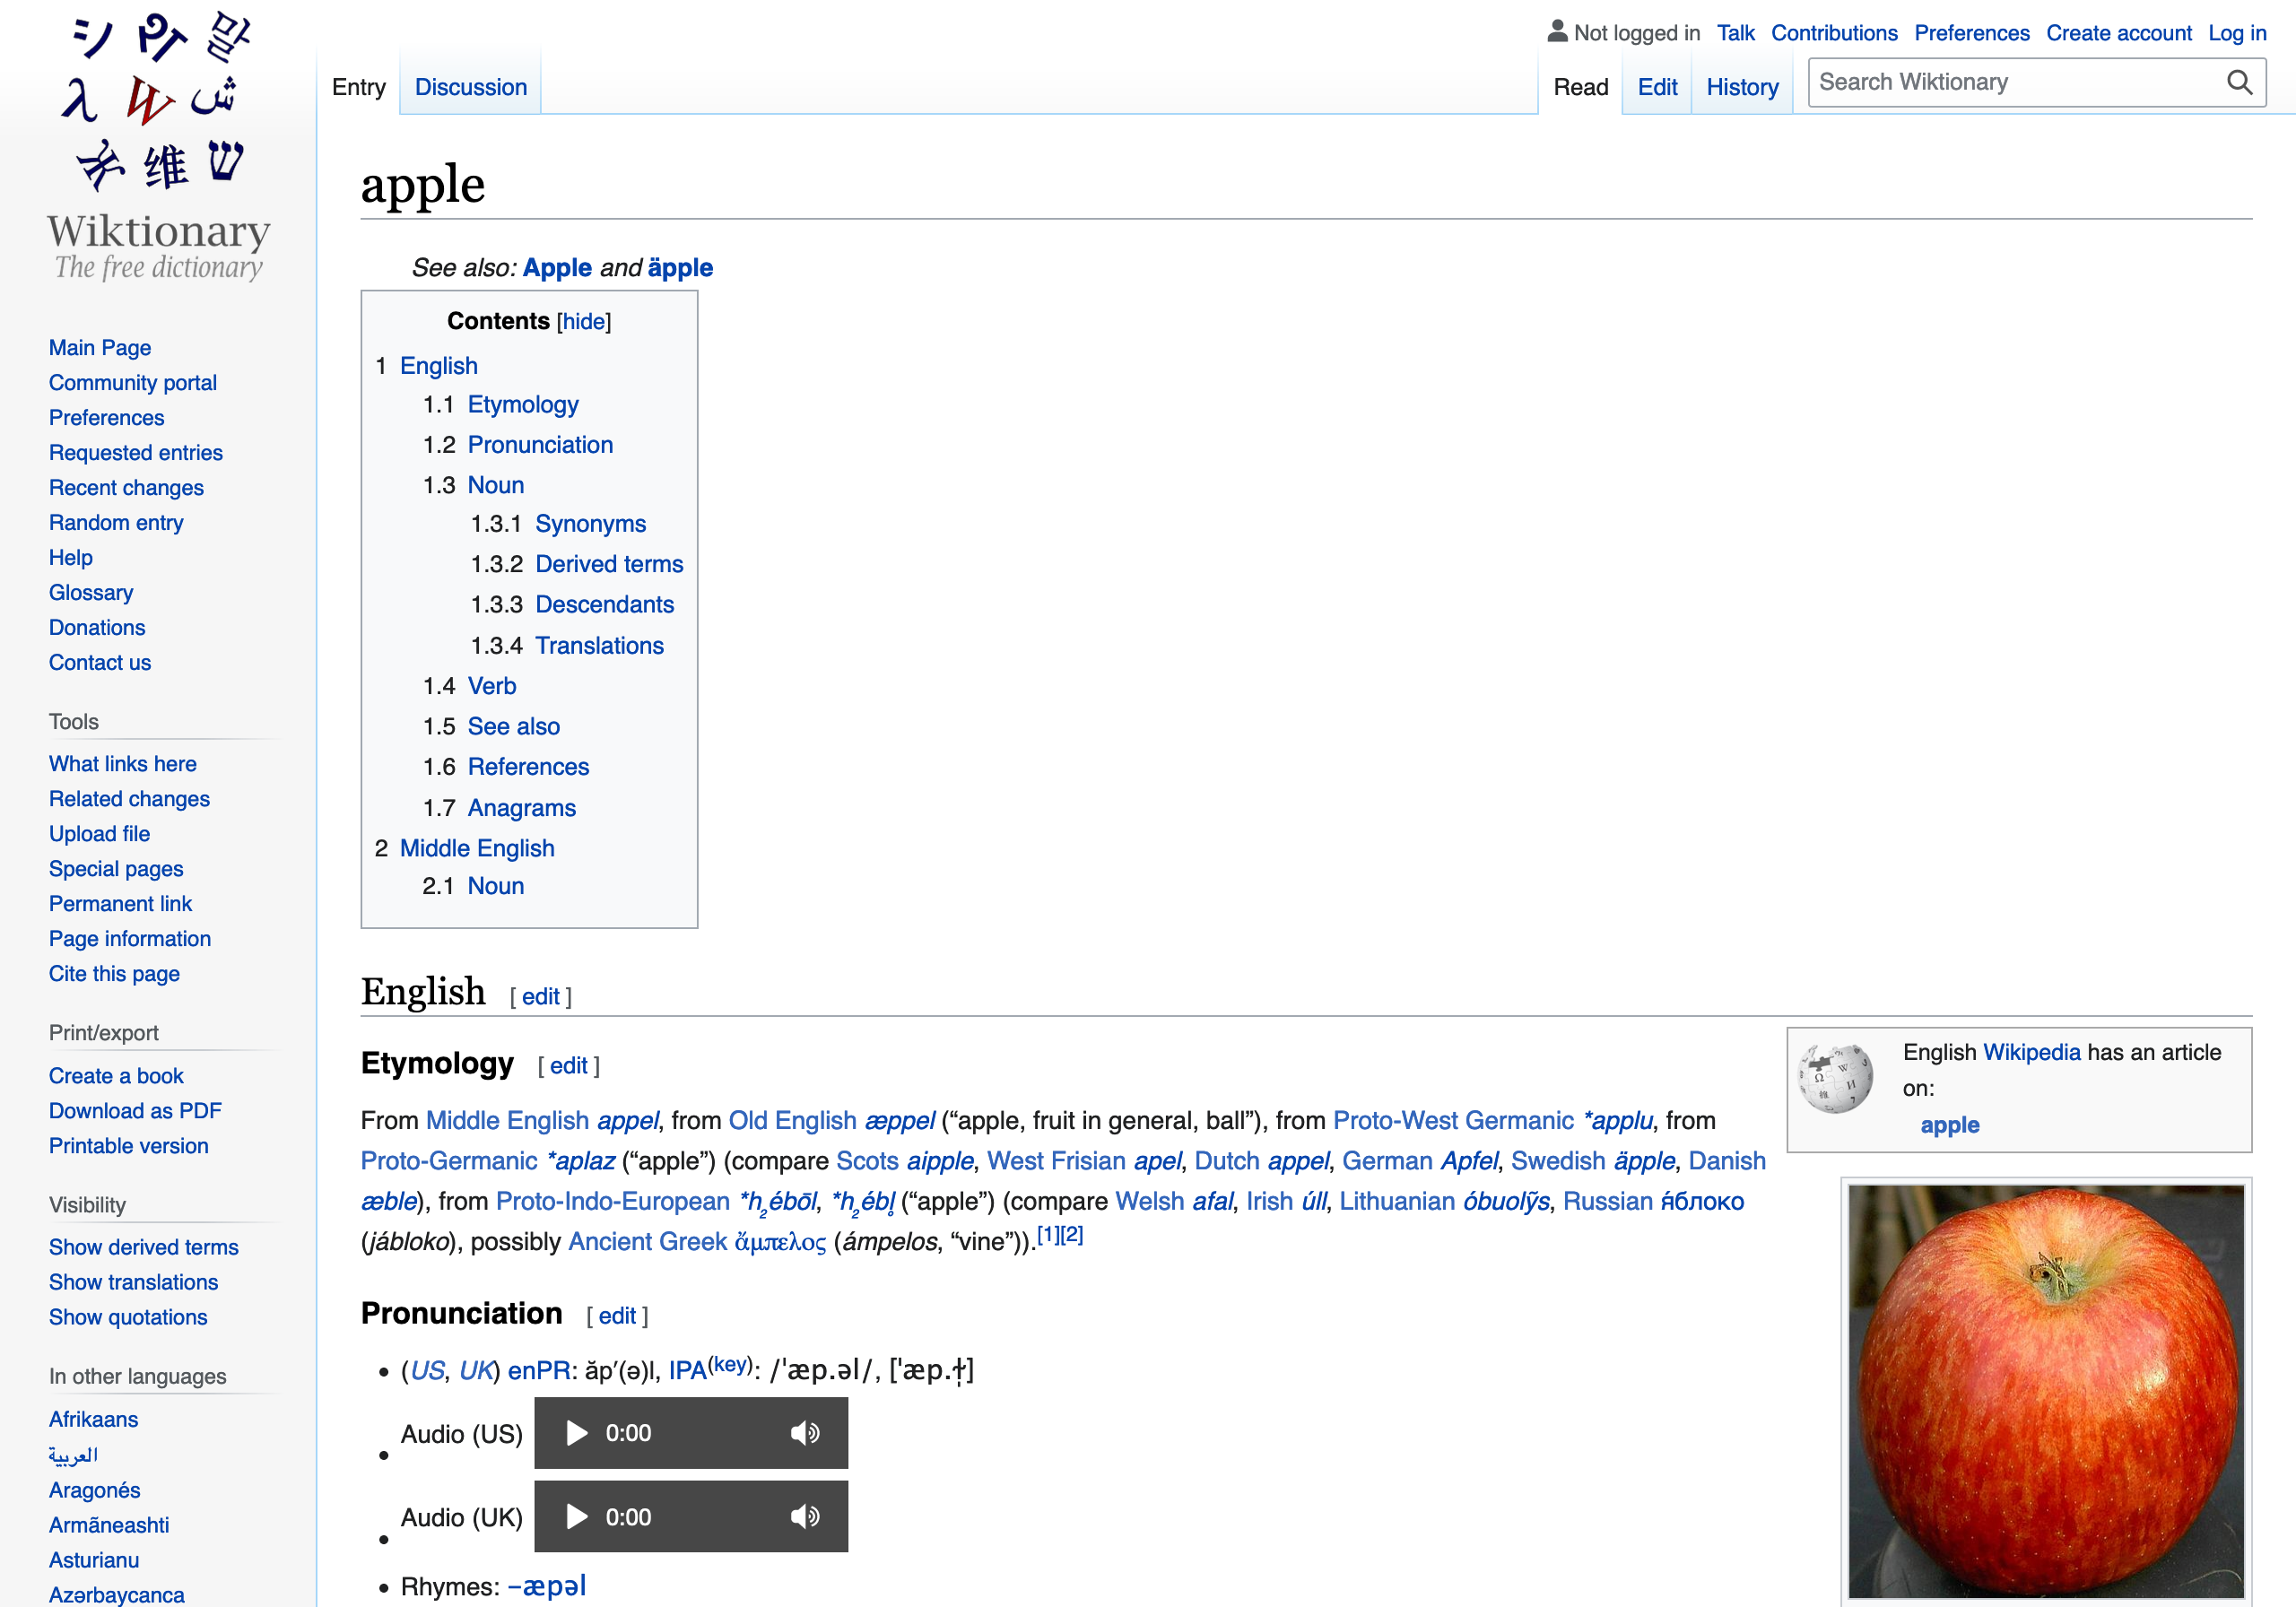 シ
י
말
λ
W
ش
维
ש
Wiktionary
The free dictionary
Main Page
Community portal
Preferences
Requested entries
Recent changes
Random entry
Help
Glossary
Donations
Contact us
Tools
What links here
Related changes
Upload file
Special pages
Permanent link
Page information
Cite this page
Print/export
Create a book
Download as PDF
Printable version
Visibility
Show derived terms
Show translations
Show quotations
In other languages
Afrikaans
العربية
Aragonés
Armãneashti
Asturianu
Azərbaycanca
Not logged in Talk Contributions Preferences Create account Log in
Entry Discussion Read Edit History Search Wiktionary
apple
See also: Apple and äpple
Contents [hide]
1 English
1.1 Etymology
1.2 Pronunciation
1.3 Noun
1.3.1 Synonyms
1.3.2 Derived terms
1.3.3 Descendants
1.3.4 Translations
1.4 Verb
1.5 See also
1.6 References
1.7 Anagrams
2 Middle English
2.1 Noun
English [ edit ]
Etymology [ edit ]
From Middle English appel, from Old English æppel (“apple, fruit in general, ball”), from Proto-West Germanic *applu, from
Proto-Germanic *aplaz (“apple”) (compare Scots aipple, West Frisian apel, Dutch appel, German Apfel, Swedish äpple, Danish
æble), from Proto-Indo-European *h₂ébōl, *h₂ébl̥ (“apple”) (compare Welsh afal, Irish úll, Lithuanian óbuolỹs, Russian я́блоко
(jábloko), possibly Ancient Greek ἄμπελος (ámpelos, “vine”)).[1][2]
English Wikipedia has an article
on:
apple
Pronunciation [ edit ]
• (US, UK) enPR: ăp′(ə)l, IPA(key): /ˈæp.əl/, [ˈæp.ɫ̩]
• Audio (US) 0:00
• Audio (UK) 0:00
• Rhymes: -æpəl